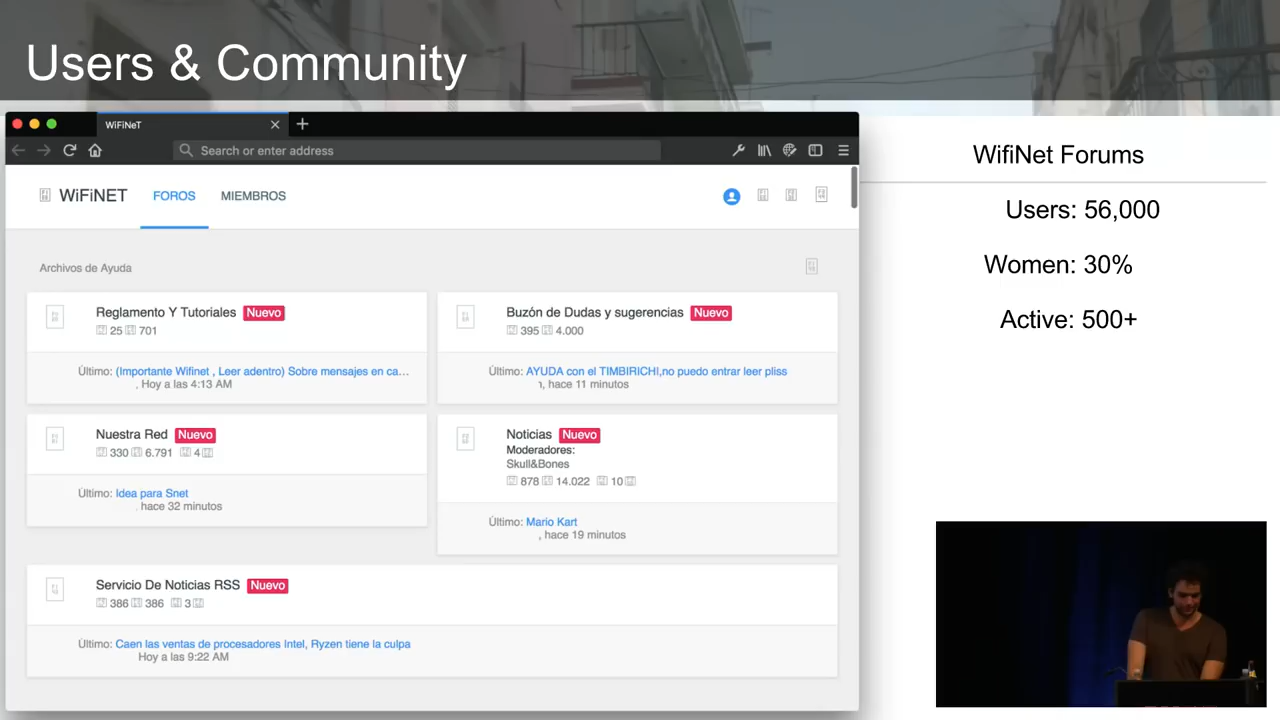 Users & Community
WiFiNeT
Search or enter address
WiFiNET FOROS MIEMBROS
Archivos de Ayuda
Reglamento Y Tutoriales Nuevo
25 701
Último: (Importante Wifinet , Leer adentro) Sobre mensajes en ca...
, Hoy a las 4:13 AM
Buzón de Dudas y sugerencias Nuevo
395 4.000
Último: AYUDA con el TIMBIRICHI,no puedo entrar leer pliss
, hace 11 minutos
Nuestra Red Nuevo
330 6.791 4
Último: Idea para Snet
, hace 32 minutos
Noticias Nuevo
Moderadores:
Skull&Bones
878 14.022 10
Último: Mario Kart
, hace 19 minutos
Servicio De Noticias RSS Nuevo
386 386 3
Último: Caen las ventas de procesadores Intel, Ryzen tiene la culpa
Hoy a las 9:22 AM
WifiNet Forums
Users: 56,000
Women: 30%
Active: 500+